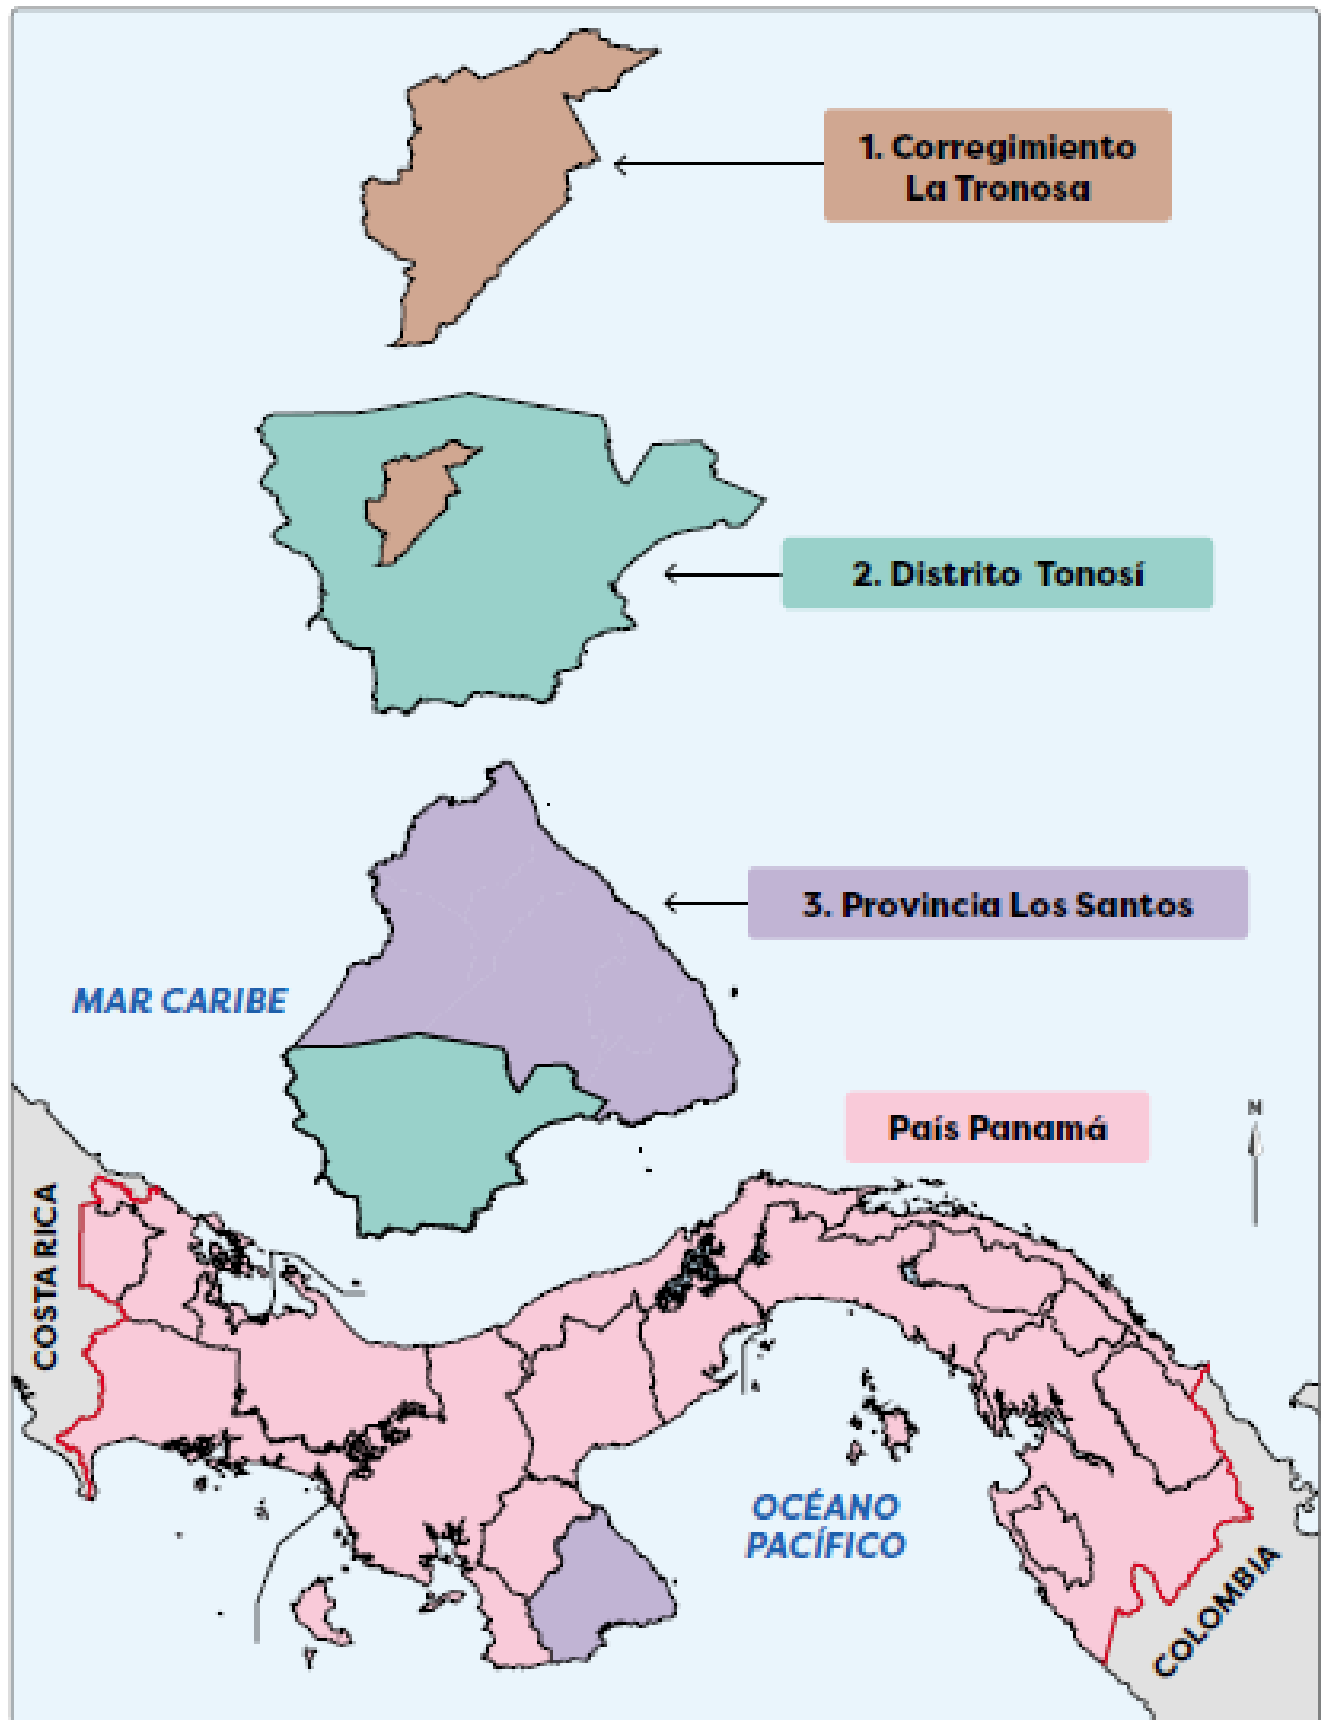 1. Corregimiento
La Tronosa
2. Distrito Tonosí
3. Provincia Los Santos
MAR CARIBE
País Panamá
N
COSTA RICA
OCÉANO
PACÍFICO
COLOMBIA